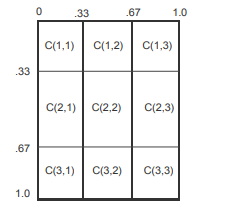 0 .33 .67 1.0
C(1,1) C(1,2) C(1,3)
.33
C(2,1) C(2,2) C(2,3)
.67
C(3,1) C(3,2) C(3,3)
1.0